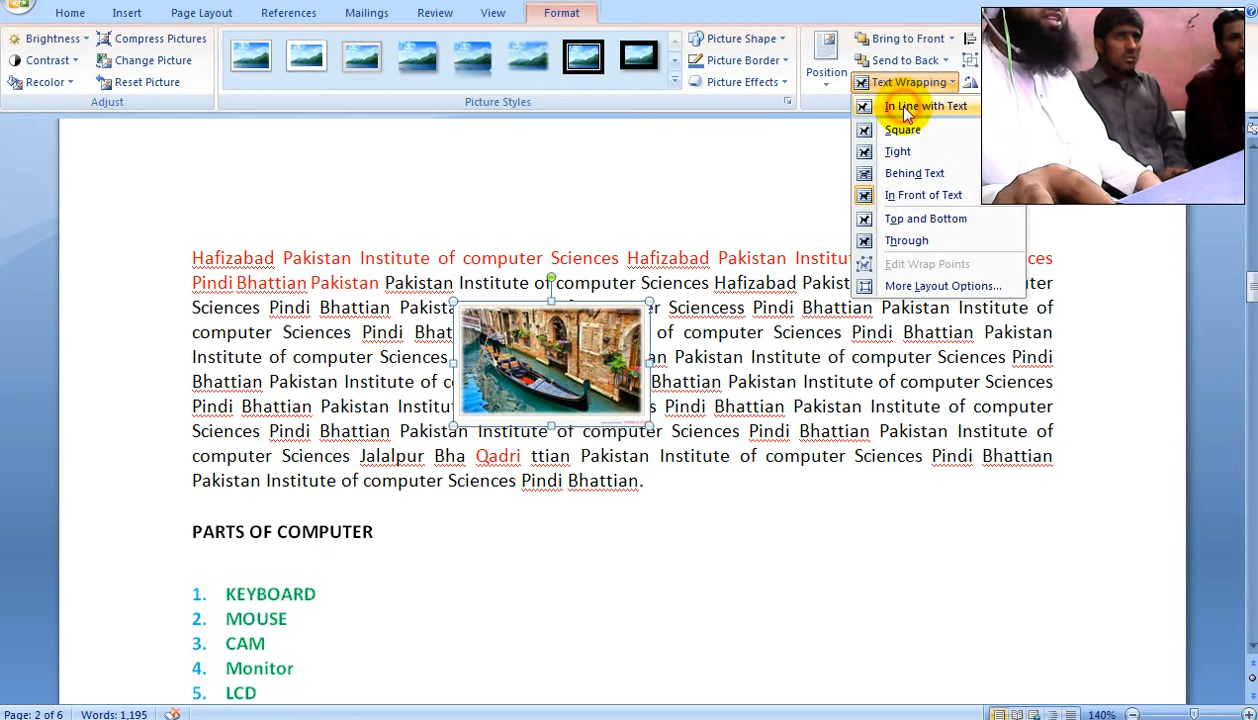 Home Insert Page Layout References Mailings Review View Format
Brightness Compress Pictures Picture Shape Bring to Front
Contrast Change Picture Picture Border Position Send to Back
Recolor Reset Picture Picture Effects Text Wrapping
Adjust Picture Styles
In Line with Text
Square
Tight
Behind Text
In Front of Text
Top and Bottom
Through
Edit Wrap Points
More Layout Options...
Hafizabad Pakistan Institute of computer Sciences Hafizabad Pakistan
Pindi Bhattian Pakistan Pakistan Institute of computer Sciences Hafizabad
Sciences Pindi Bhattian Sciencess Pindi Bhattian Pakistan Institute of
computer Sciences Pindi of computer Sciences Pindi Bhattian Pakistan
Institute of computer Sciences Pakistan Institute of computer Sciences Pindi
Bhattian Pakistan Institute of Bhattian Pakistan Institute of computer Sciences
Pindi Bhattian Pakistan Pindi Bhattian Pakistan Institute of computer
Sciences Pindi Bhattian Pakistan Institute of computer Sciences Pindi Bhattian Pakistan Institute of
computer Sciences Jalalpur Bha Qadri ttian Pakistan Institute of computer Sciences Pindi Bhattian
Pakistan Institute of computer Sciences Pindi Bhattian.
PARTS OF COMPUTER
1. KEYBOARD
2. MOUSE
3. CAM
4. Monitor
5. LCD
Page: 2 of 6 Words: 1,195 140%